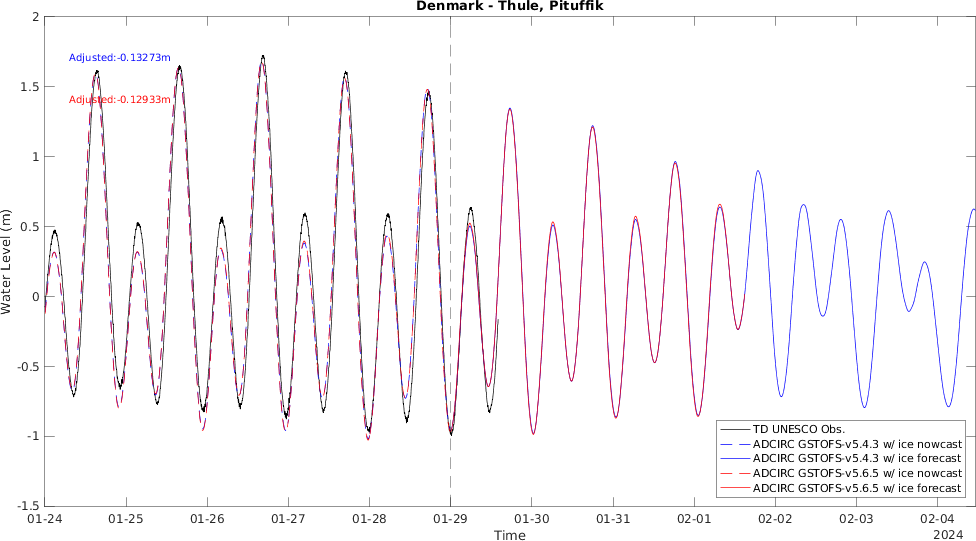 Denmark - Thule, Pituffik
2
1.5
1
0.5
0
-0.5
-1
-1.5
Water Level (m)
Adjusted:-0.13273m
Adjusted:-0.12933m
TD UNESCO Obs.
ADCIRC GSTOFS-v5.4.3 w/ ice nowcast
ADCIRC GSTOFS-v5.4.3 w/ ice forecast
ADCIRC GSTOFS-v5.6.5 w/ ice nowcast
ADCIRC GSTOFS-v5.6.5 w/ ice forecast
01-24 01-25 01-26 01-27 01-28 01-29 01-30 01-31 02-01 02-02 02-03 02-04
Time
2024